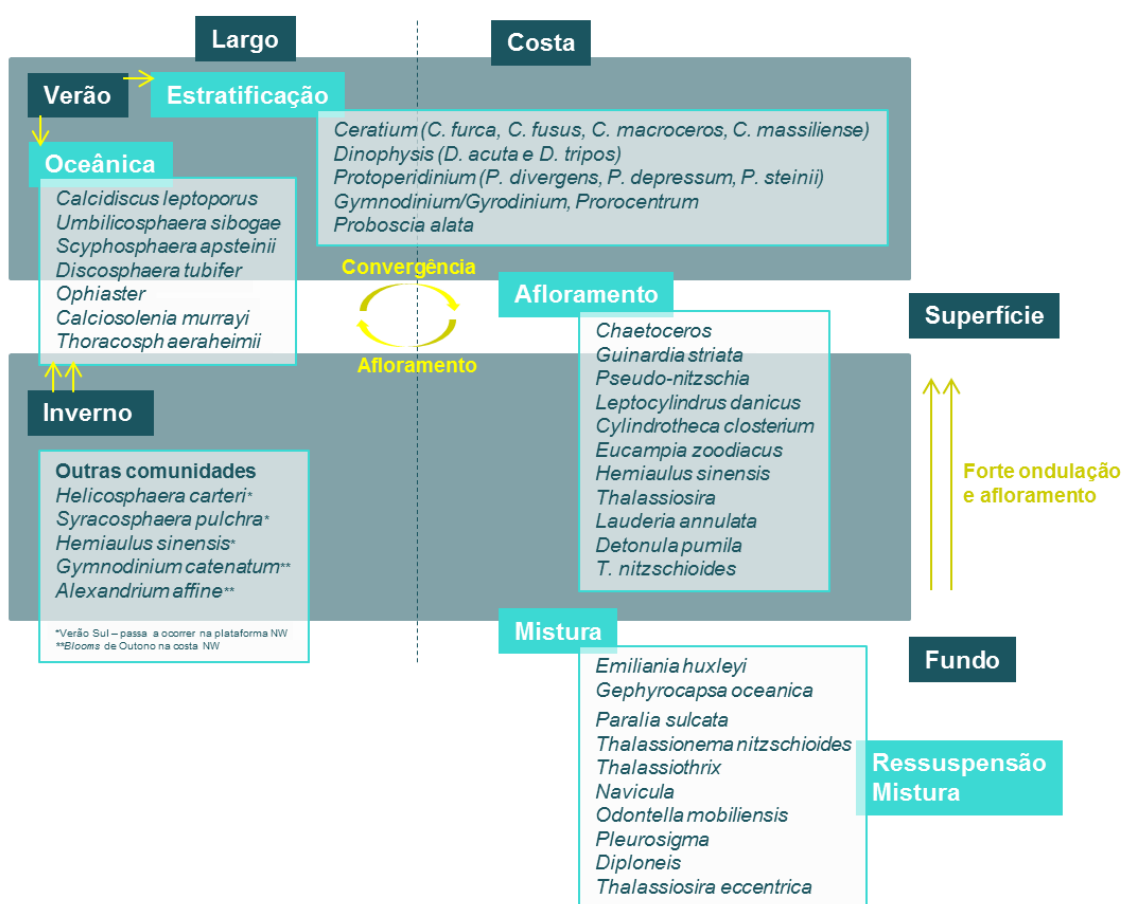 Largo
Costa
Verão
Estratificação
Ceratium (C. furca, C. fusus, C. macroceros, C. massiliense)
Dinophysis (D. acuta e D. tripos)
Protoperidinium (P. divergens, P. depressum, P. steinii)
Gymnodinium/Gyrodinium, Prorocentrum
Proboscia alata
Oceânica
Calcidiscus leptoporus
Umbilicosphaera sibogae
Scyphosphaera apsteinii
Discosphaera tubifer
Ophiaster
Calciosolenia murrayi
Thoracosph aeraheimii
Convergência
Afloramento
Afloramento
Chaetoceros
Guinardia striata
Pseudo-nitzschia
Leptocylindrus danicus
Cylindrotheca closterium
Eucampia zoodiacus
Hemiaulus sinensis
Thalassiosira
Lauderia annulata
Detonula pumila
T. nitzschioides
Superfície
Forte ondulação
e afloramento
Fundo
Inverno
Outras comunidades
Helicosphaera carteri*
Syracosphaera pulchra*
Hemiaulus sinensis*
Gymnodinium catenatum**
Alexandrium affine**
*Verão Sul – passa a ocorrer na plataforma NW
**Blooms de Outono na costa NW
Mistura
Emiliania huxleyi
Gephyrocapsa oceanica
Paralia sulcata
Thalassionema nitzschioides
Thalassiothrix
Navicula
Odontella mobiliensis
Pleurosigma
Diploneis
Thalassiosira eccentrica
Ressuspensão
Mistura